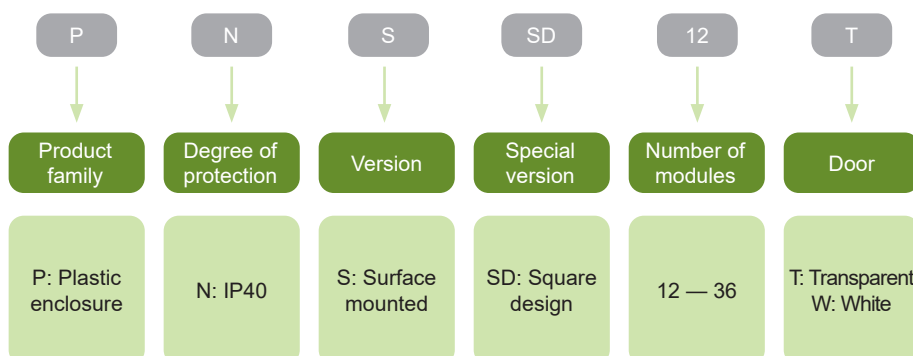 P N S SD 12 T
Product family
Degree of protection
Version
Special version
Number of modules
Door
P: Plastic enclosure
N: IP40
S: Surface mounted
SD: Square design
12 — 36
T: Transparent
W: White